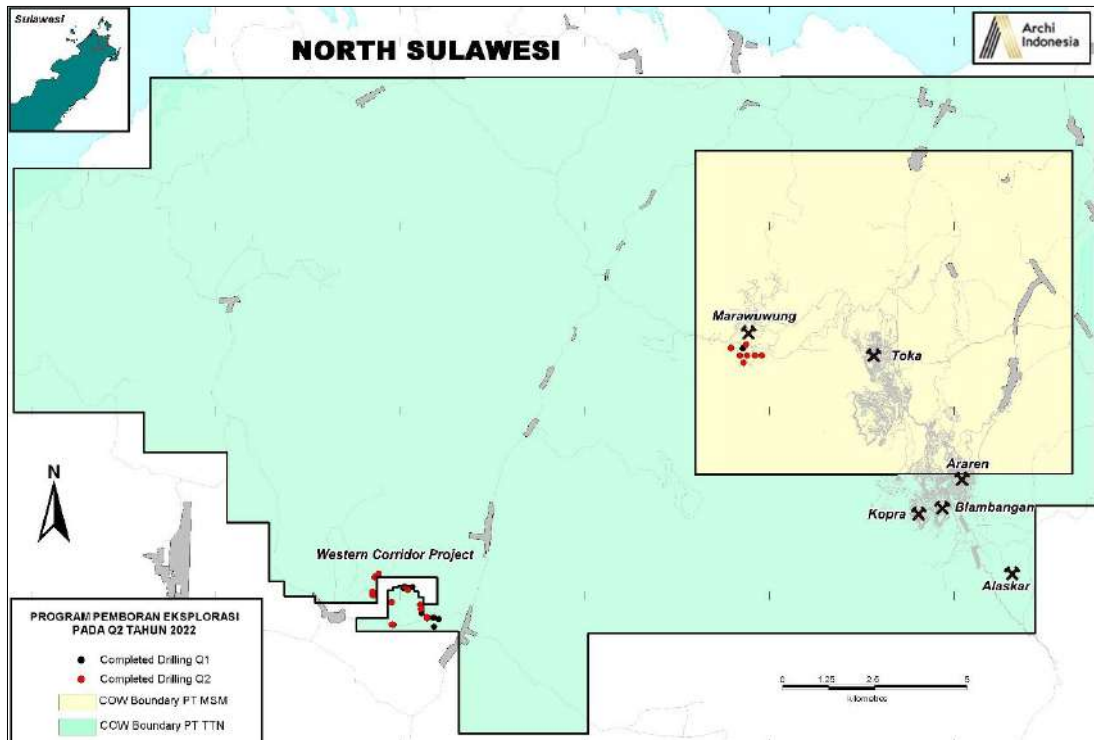 Sulawesi
NORTH SULAWESI
Archi
Indonesia
Marawuwung
Toka
Araren
Kopra
Blambangan
Alaskar
N
Western Corridor Project
PROGRAM PEMBORAN EKSPLORASI
PADA Q2 TAHUN 2022
Completed Drilling Q1
Completed Drilling Q2
COW Boundary PT MSM
COW Boundary PT TTN
0 1.25 2.5 5
kilometres